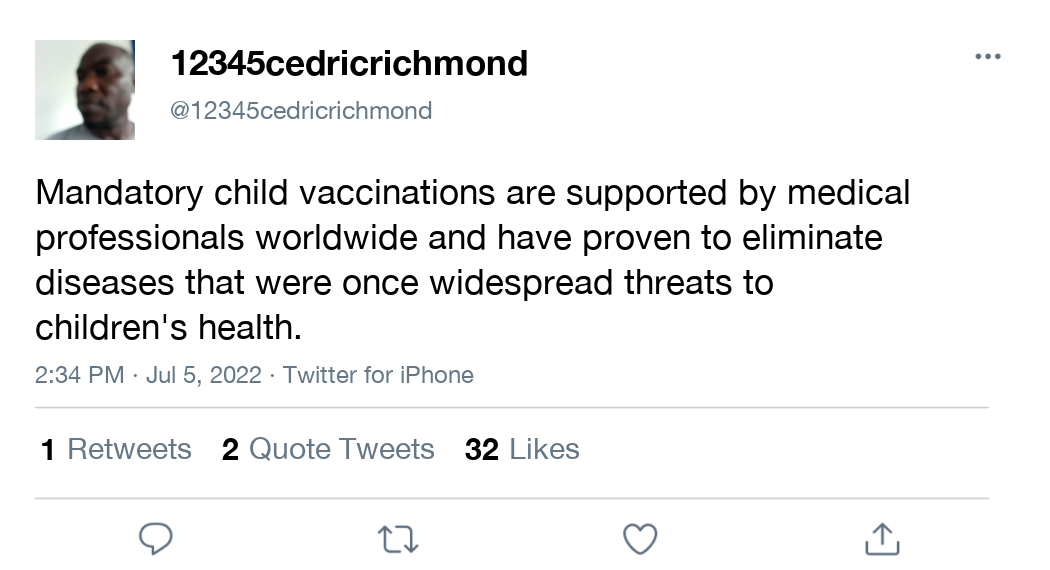 12345cedricrichmond
@12345cedricrichmond
Mandatory child vaccinations are supported by medical
professionals worldwide and have proven to eliminate
diseases that were once widespread threats to
children's health.
2:34 PM · Jul 5, 2022 · Twitter for iPhone
1 Retweets 2 Quote Tweets 32 Likes